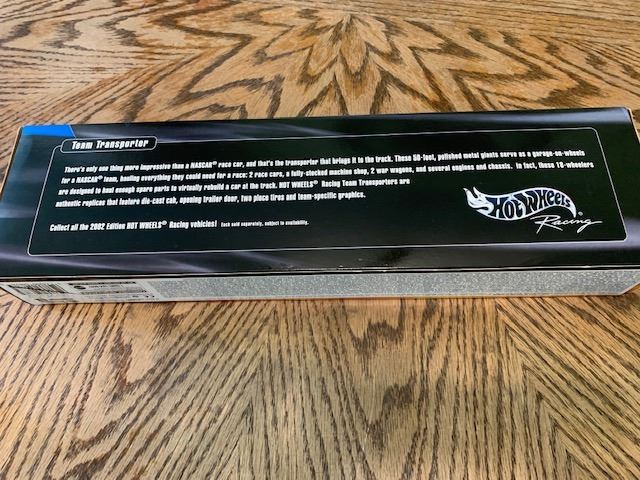 Team Transporter
There's only one thing more impressive than a NASCAR® race car, and that's the transporter that brings it to the track. These 50-foot, polished metal giants serve as a garage-on-wheels
for a NASCAR® team, hauling everything they could need for a race: 2 race cars, a fully-stocked machine shop, 2 war wagons, and several engines and chassis. In fact, these 18-wheelers
are designed to haul enough spare parts to virtually rebuild a car at the track. HOT WHEELS® Racing Team Transporters are
authentic replicas that feature die-cast cab, opening trailer door, two piece tires and team-specific graphics.
Collect all the 2002 Edition HOT WHEELS® Racing vehicles! Each sold separately, subject to availability.
Hot Wheels®
Racing